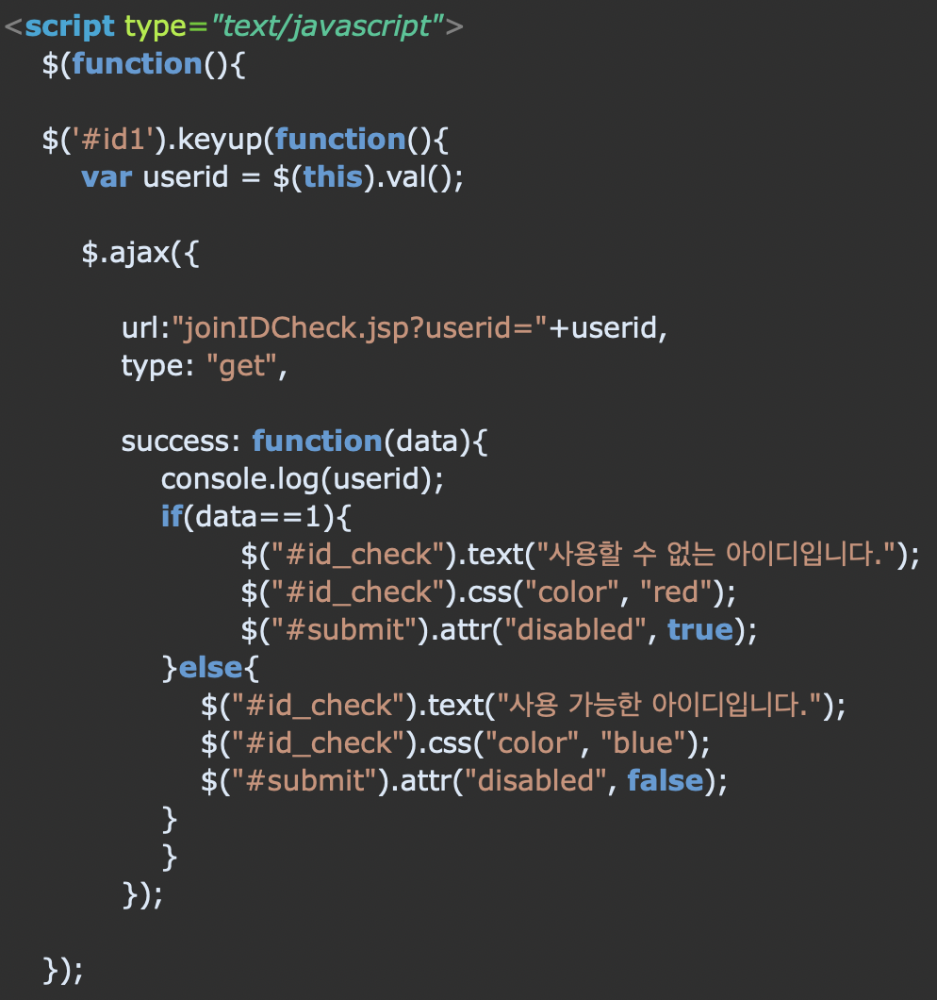 <script type="text/javascript">
$(function(){
$('#id1').keyup(function(){
var userid = $(this).val();
$.ajax({
url:"joinIDCheck.jsp?userid="+userid,
type: "get",
success: function(data){
console.log(userid);
if(data==1){
$("#id_check").text("사용할 수 없는 아이디입니다.");
$("#id_check").css("color", "red");
$("#submit").attr("disabled", true);
}else{
$("#id_check").text("사용 가능한 아이디입니다.");
$("#id_check").css("color", "blue");
$("#submit").attr("disabled", false);
}
}
});
});